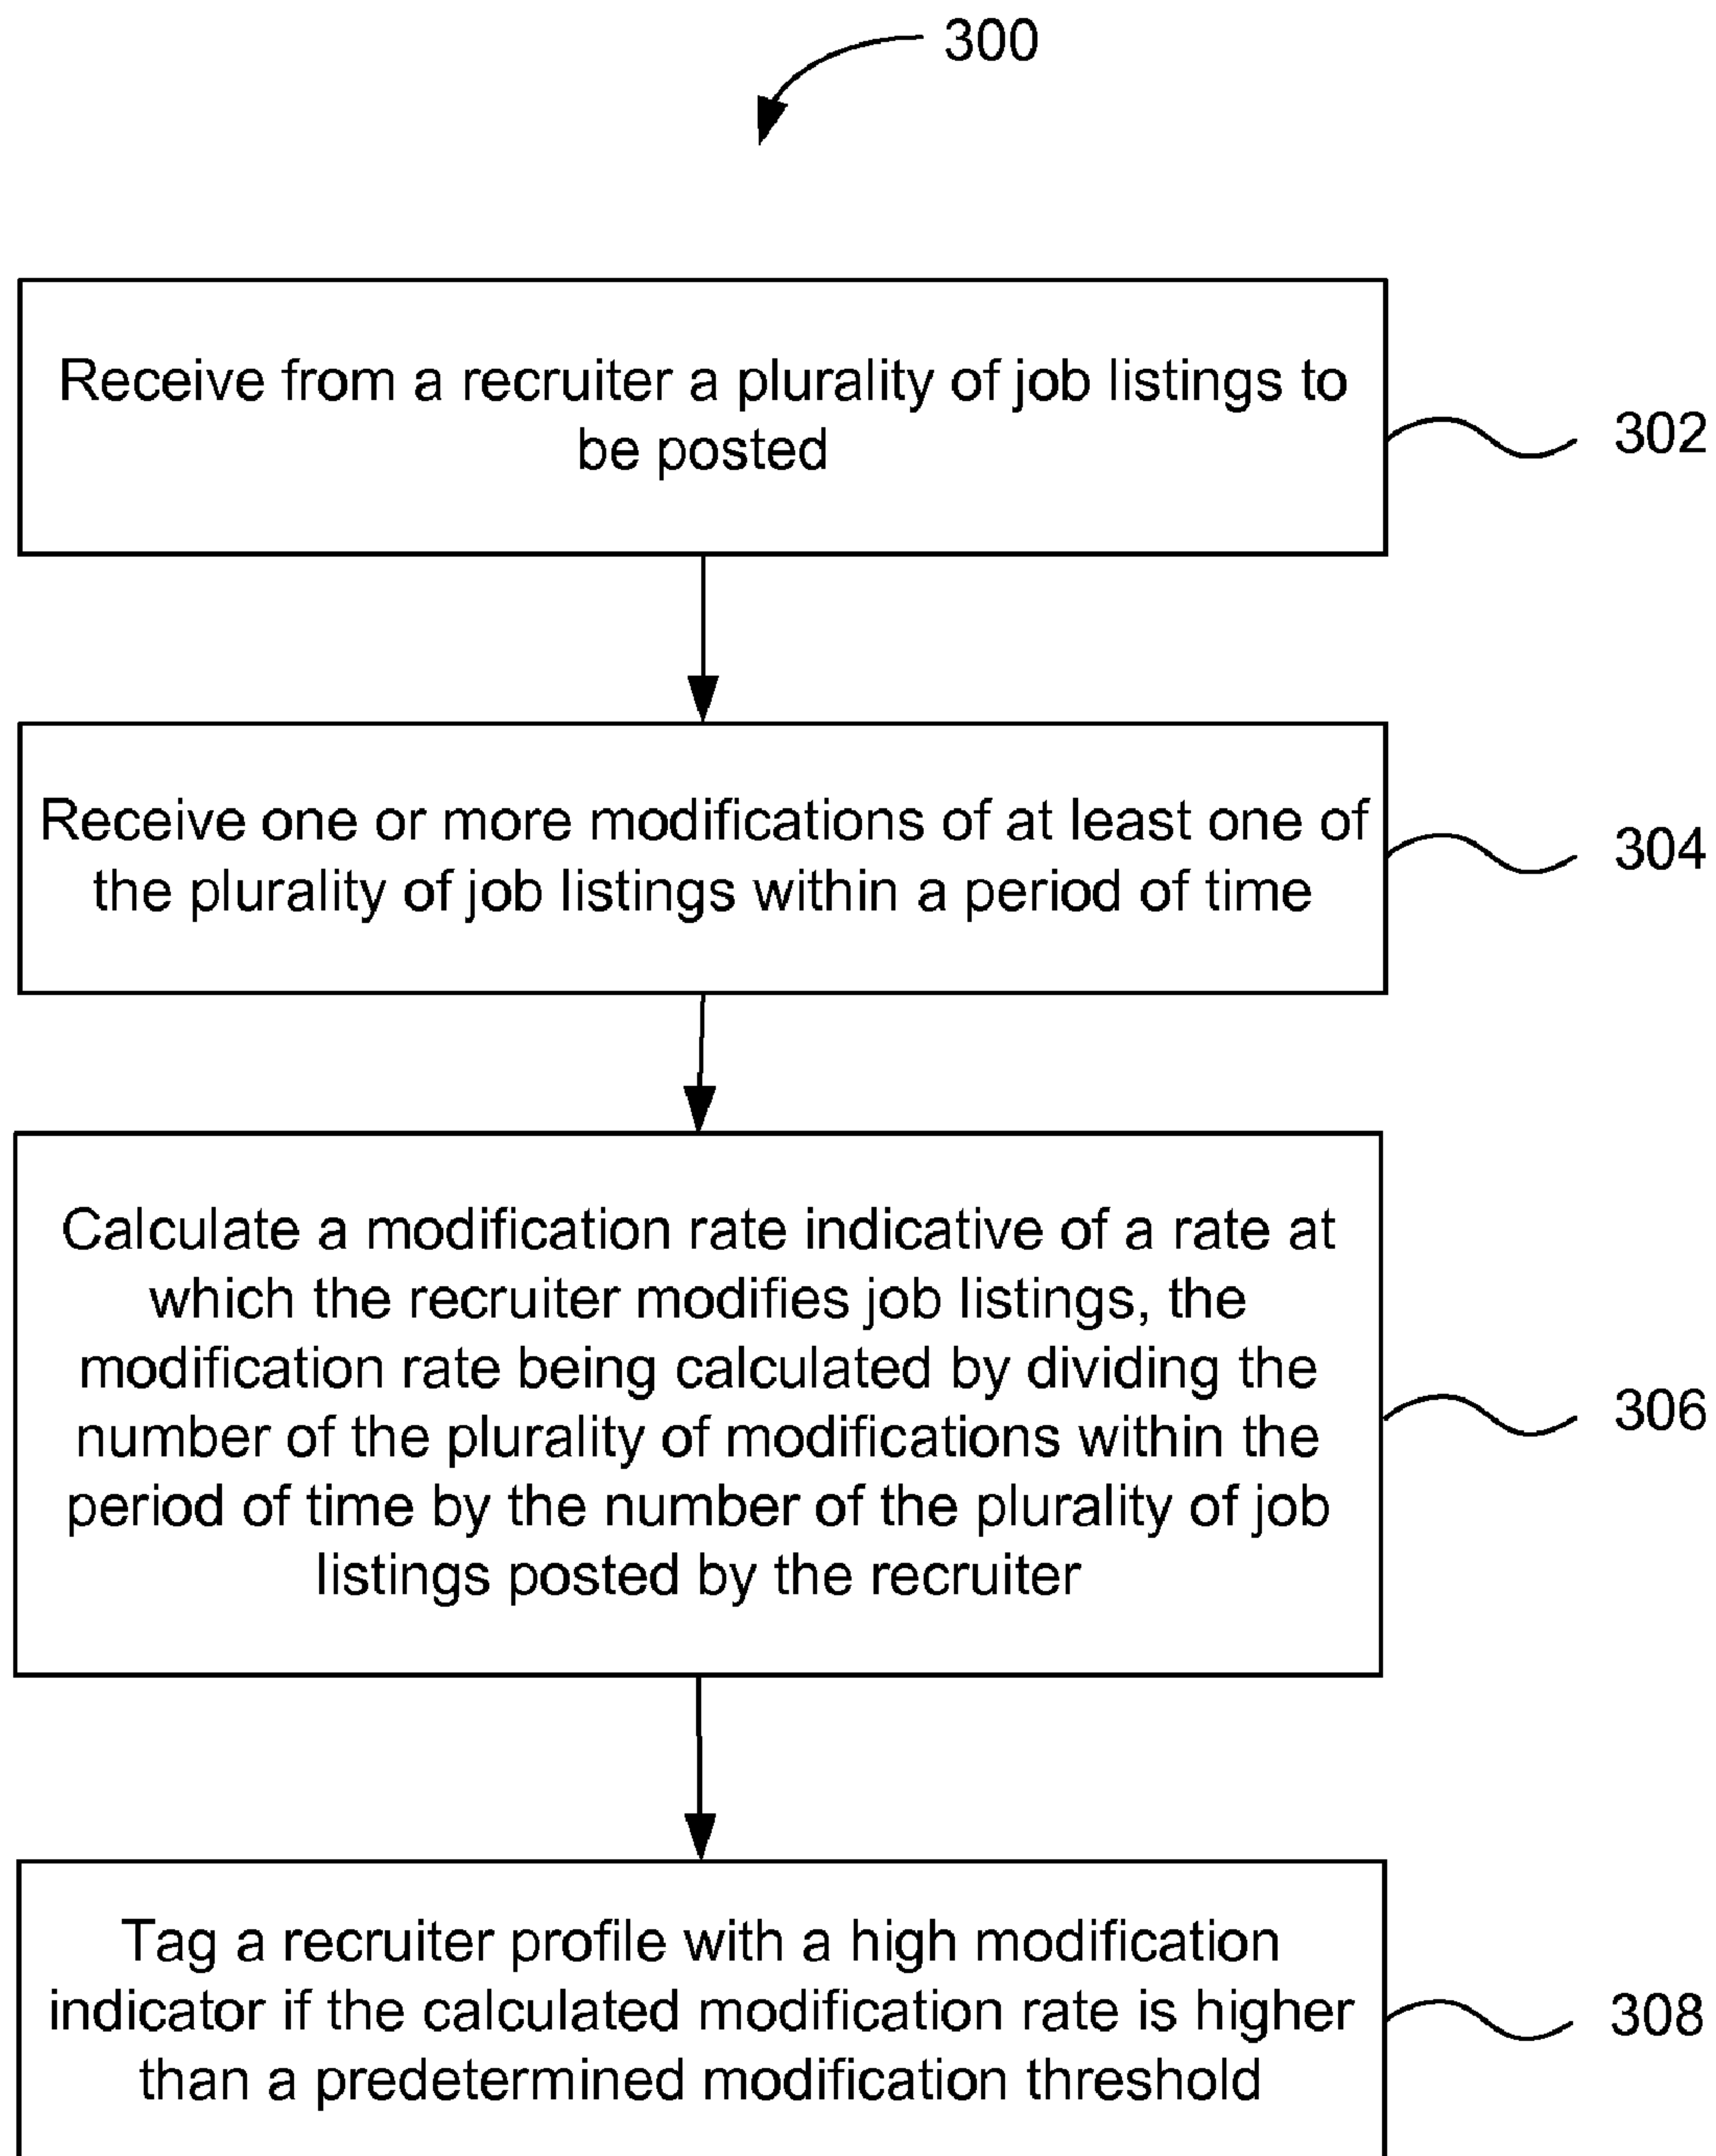 300
Receive from a recruiter a plurality of job listings to
be posted
302
Receive one or more modifications of at least one of
the plurality of job listings within a period of time
304
Calculate a modification rate indicative of a rate at
which the recruiter modifies job listings, the
modification rate being calculated by dividing the
number of the plurality of modifications within the
period of time by the number of the plurality of job
listings posted by the recruiter
306
Tag a recruiter profile with a high modification
indicator if the calculated modification rate is higher
than a predetermined modification threshold
308